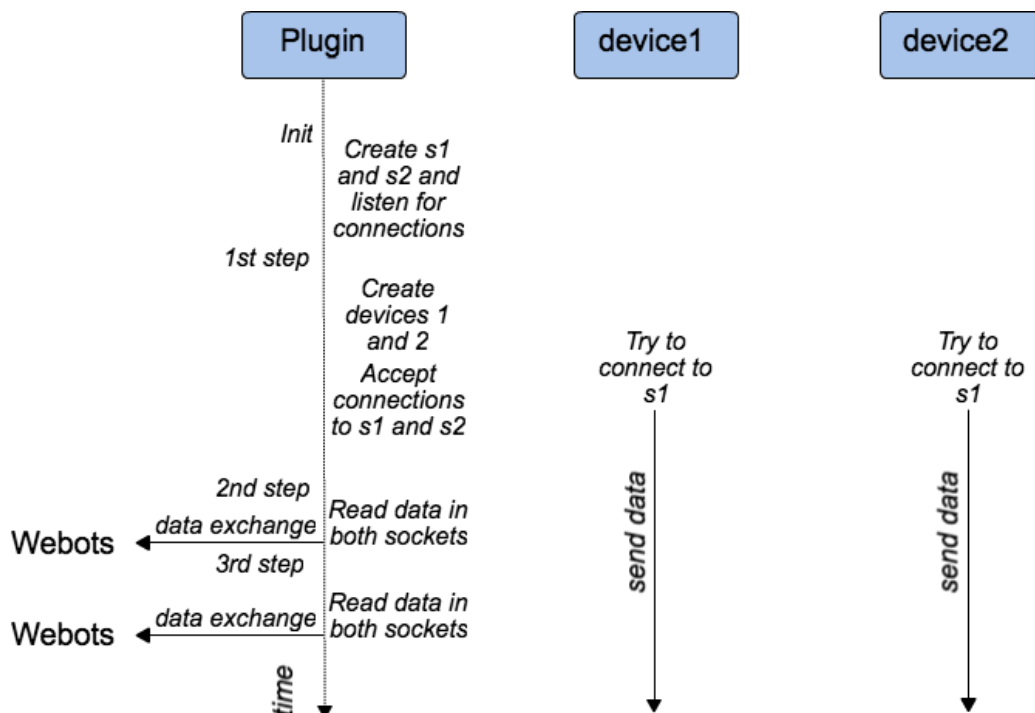 Plugin
device1
device2
Init
Create s1
and s2 and
listen for
connections
1st step
Create
devices 1
and 2
Accept
connections
to s1 and s2
Try to
connect to
s1
Try to
connect to
s1
send data
send data
2nd step
Read data in
both sockets
data exchange
Webots
3rd step
Read data in
both sockets
data exchange
Webots
time